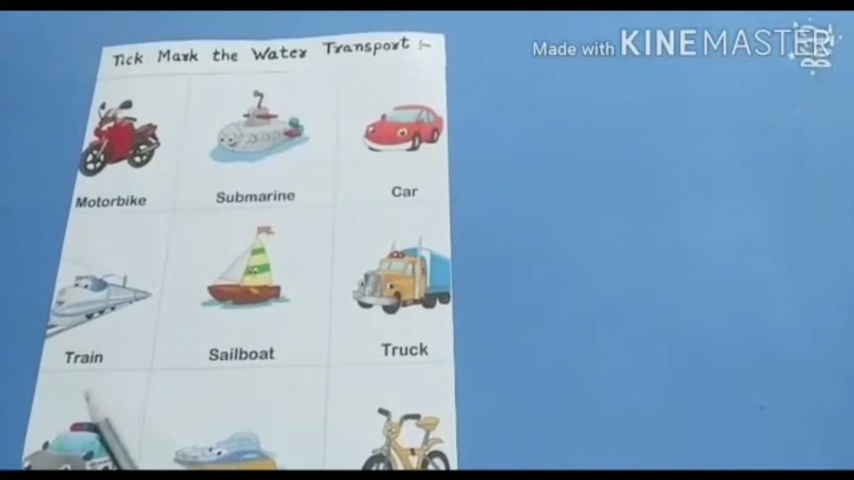 Made with KINEMASTER
Tick Mark the Water Transport :-
Motorbike
Submarine
Car
Train
Sailboat
Truck